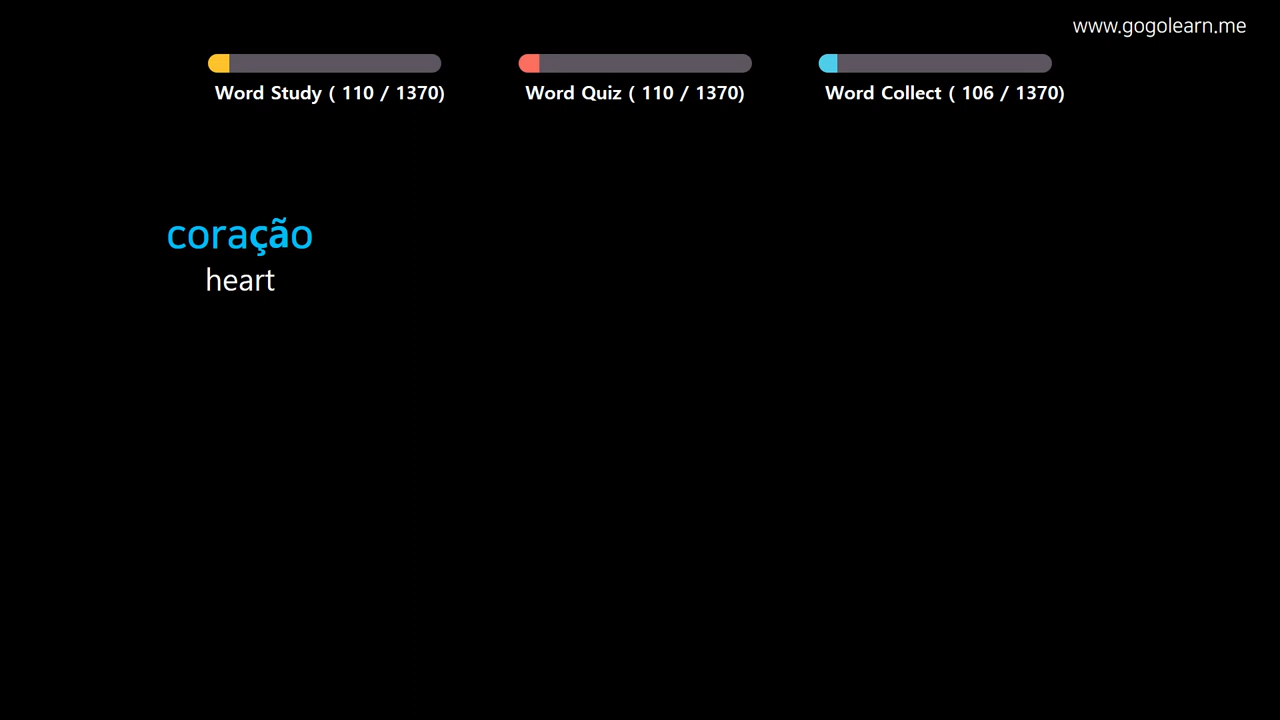 www.gogolearn.me
Word Study ( 110 / 1370)
Word Quiz ( 110 / 1370)
Word Collect ( 106 / 1370)
coração
heart